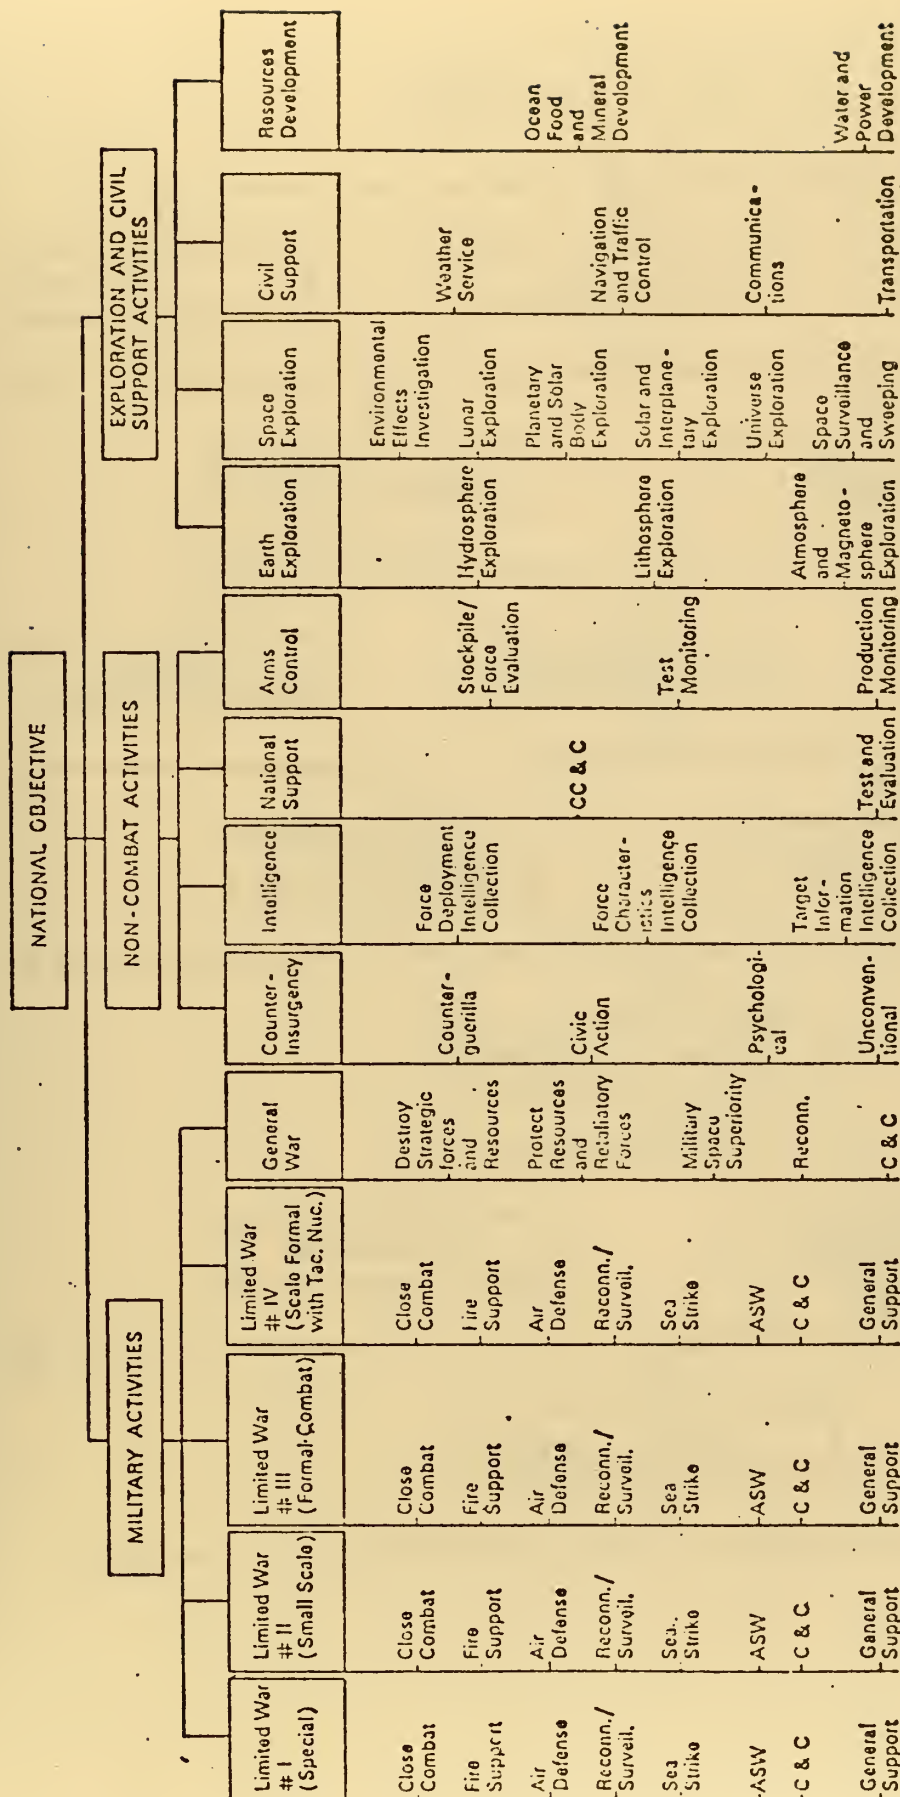 NATIONAL OBJECTIVE
MILITARY ACTIVITIES
NON-COMBAT ACTIVITIES
EXPLORATION AND CIVIL
SUPPORT ACTIVITIES
Limited War
# I
(Special)
Close
Combat
Fire
Support
Air
Defense
Reconn./
Surveil.
Sea
Strike
ASW
C & C
General
Support
Limited War
# II
(Small Scale)
Close
Combat
Fire
Support
Air
Defense
Reconn./
Surveil.
Sea.
Strike
ASW
C & C
General
Support
Limited War
# III
(Formal Combat)
Close
Combat
Fire
Support
Air
Defense
Reconn./
Surveil.
Sea
Strike
ASW
C & C
General
Support
Limited War
# IV
(Scale Formal
With Tac. Nuc.)
Close
Combat
Fire
Support
Air
Defense
Reconn./
Surveil.
Sea
Strike
ASW
C & C
General
Support
General
War
Destroy
Strategic
forces
and
Resources
Protect
Resources
and
Retaliatory
Forces
Military
Space
Superiority
Reconn.
C & C
Counter-
Insurgency
Counter-
guerilla
Civic
Action
Psychologi-
cal
Unconven-
tional
Intelligence
Force
Deployment
Intelligence
Collection
Force
Character-
istics
Intelligence
Collection
Target
Infor-
mation
Intelligence
Collection
National
Support
CC & C
Test and
Evaluation
Arms
Control
Stockpile/
Force
Evaluation
Test
Monitoring
Production
Monitoring
Earth
Exploration
Hydrosphere
Exploration
Lithosphere
Exploration
Atmosphere
and
Magneto-
sphere
Exploration
Space
Exploration
Environmental
Effects
Investigation
Lunar
Exploration
Planetary
and Solar
Body
Exploration
Solar and
Interplane-
tary
Exploration
Universe
Exploration
Space
Surveillance
and
Sweeping
Civil
Support
Weather
Service
Navigation
and Traffic
Control
Communica-
tions
Transportation
Resources
Development
Ocean
Food
and
Mineral
Development
Water and
Power
Development